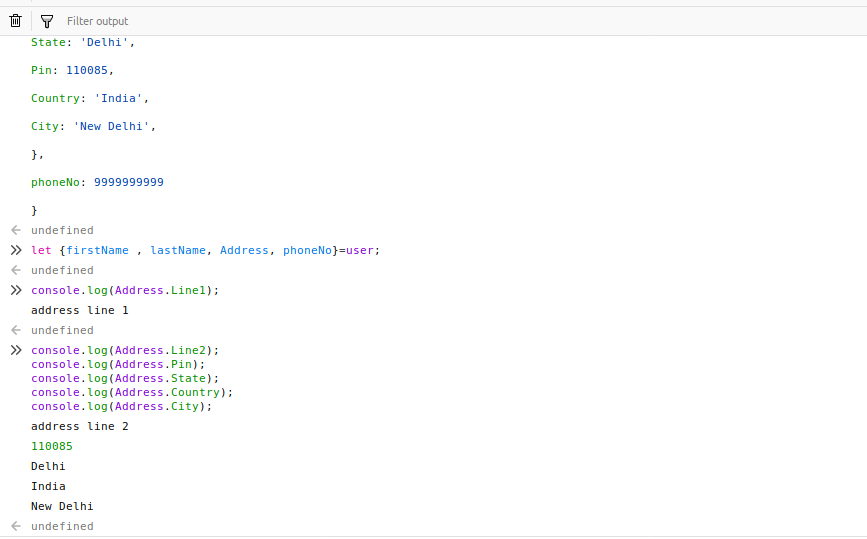 Filter output
State: 'Delhi',
Pin: 110085,
Country: 'India',
City: 'New Delhi',
},
phoneNo: 9999999999
}
undefined
let {firstName , lastName, Address, phoneNo}=user;
undefined
console.log(Address.Line1);
address line 1
undefined
console.log(Address.Line2);
console.log(Address.Pin);
console.log(Address.State);
console.log(Address.Country);
console.log(Address.City);
address line 2
110085
Delhi
India
New Delhi
undefined